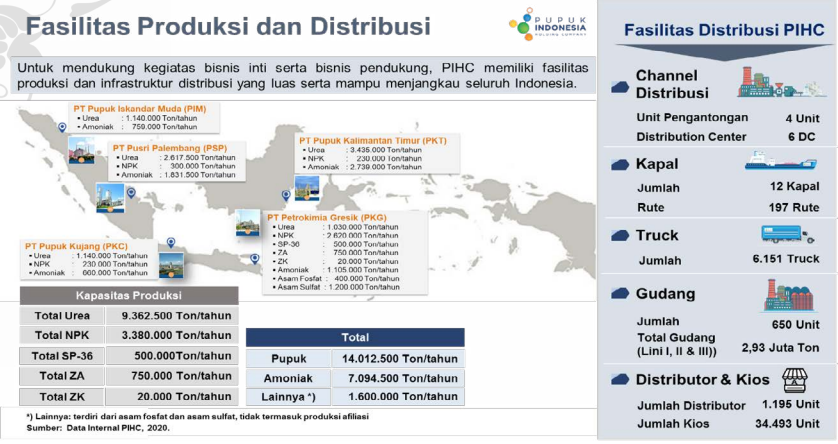 Fasilitas Produksi dan Distribusi
PUPUK
INDONESIA
HOLDING COMPANY
Untuk mendukung kegiatas bisnis inti serta bisnis pendukung, PIHC memiliki fasilitas
produksi dan infrastruktur distribusi yang luas serta mampu menjangkau seluruh Indonesia.
PT Pupuk Iskandar Muda (PIM)
• Urea : 1.140.000 Ton/tahun
• Amoniak : 759.000 Ton/tahun
PT Pusri Palembang (PSP)
• Urea : 2.617.500 Ton/tahun
• NPK : 300.000 Ton/tahun
• Amoniak : 1.831.500 Ton/tahun
PT Pupuk Kalimantan Timur (PKT)
• Urea : 3.435.000 Ton/tahun
• NPK : 230.000 Ton/tahun
• Amoniak : 2.739.000 Ton/tahun
PT Petrokimia Gresik (PKG)
• Urea : 1.030.000 Ton/tahun
• NPK : 2.620.000 Ton/tahun
• SP-36 : 500.000 Ton/tahun
• ZA : 750.000 Ton/tahun
• ZK : 20.000 Ton/tahun
• Amoniak : 1.105.000 Ton/tahun
• Asam Fosfat : 400.000 Ton/tahun
• Asam Sulfat : 1.200.000 Ton/tahun
PT Pupuk Kujang (PKC)
• Urea : 1.140.000 Ton/tahun
• NPK : 230.000 Ton/tahun
• Amoniak : 660.000 Ton/tahun
Kapasitas Produksi
Total Urea 9.362.500 Ton/tahun
Total NPK 3.380.000 Ton/tahun
Total SP-36 500.000Ton/tahun
Total ZA 750.000 Ton/tahun
Total ZK 20.000 Ton/tahun
Total
Pupuk 14.012.500 Ton/tahun
Amoniak 7.094.500 Ton/tahun
Lainnya *) 1.600.000 Ton/tahun
*) Lainnya: terdiri dari asam fosfat dan asam sulfat, tidak termasuk produksi afiliasi
Sumber: Data Internal PIHC, 2020.
Fasilitas Distribusi PIHC
Channel
Distribusi
Unit Pengantongan 4 Unit
Distribution Center 6 DC
Kapal
Jumlah 12 Kapal
Rute 197 Rute
Truck
Jumlah 6.151 Truck
Gudang
Jumlah 650 Unit
Total Gudang
(Lini I, II & III)) 2,93 Juta Ton
Distributor & Kios
Jumlah Distributor 1.195 Unit
Jumlah Kios 34.493 Unit